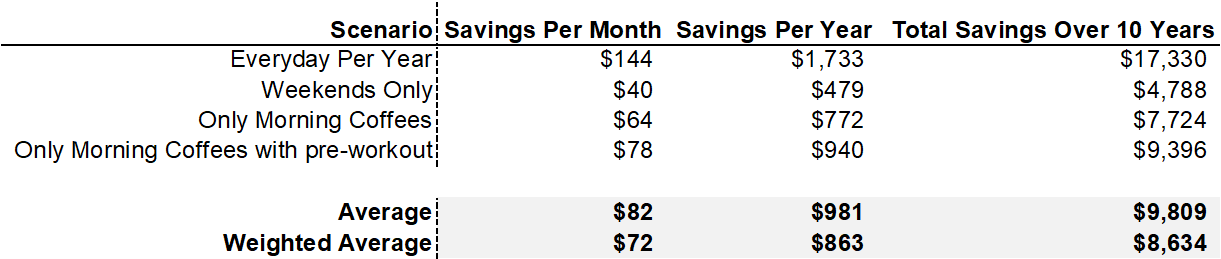 Scenario Savings Per Month Savings Per Year Total Savings Over 10 Years
Everyday Per Year $144 $1,733 $17,330
Weekends Only $40 $479 $4,788
Only Morning Coffees $64 $772 $7,724
Only Morning Coffees with pre-workout $78 $940 $9,396
Average $82 $981 $9,809
Weighted Average $72 $863 $8,634